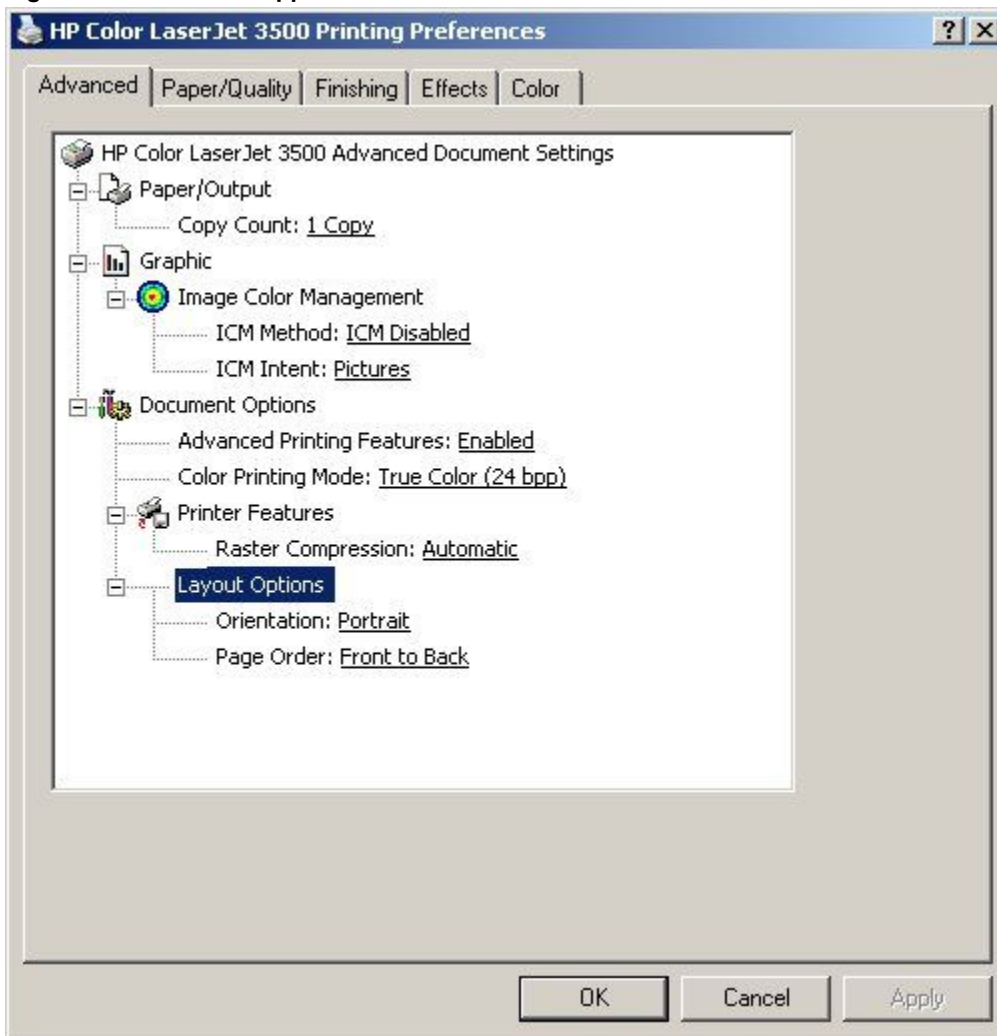 HP Color LaserJet 3500 Printing Preferences
Advanced Paper/Quality Finishing Effects Color
HP Color LaserJet 3500 Advanced Document Settings
Paper/Output
Copy Count: 1 Copy
Graphic
Image Color Management
ICM Method: ICM Disabled
ICM Intent: Pictures
Document Options
Advanced Printing Features: Enabled
Color Printing Mode: True Color (24 bpp)
Printer Features
Raster Compression: Automatic
Layout Options
Orientation: Portrait
Page Order: Front to Back
OK Cancel Apply